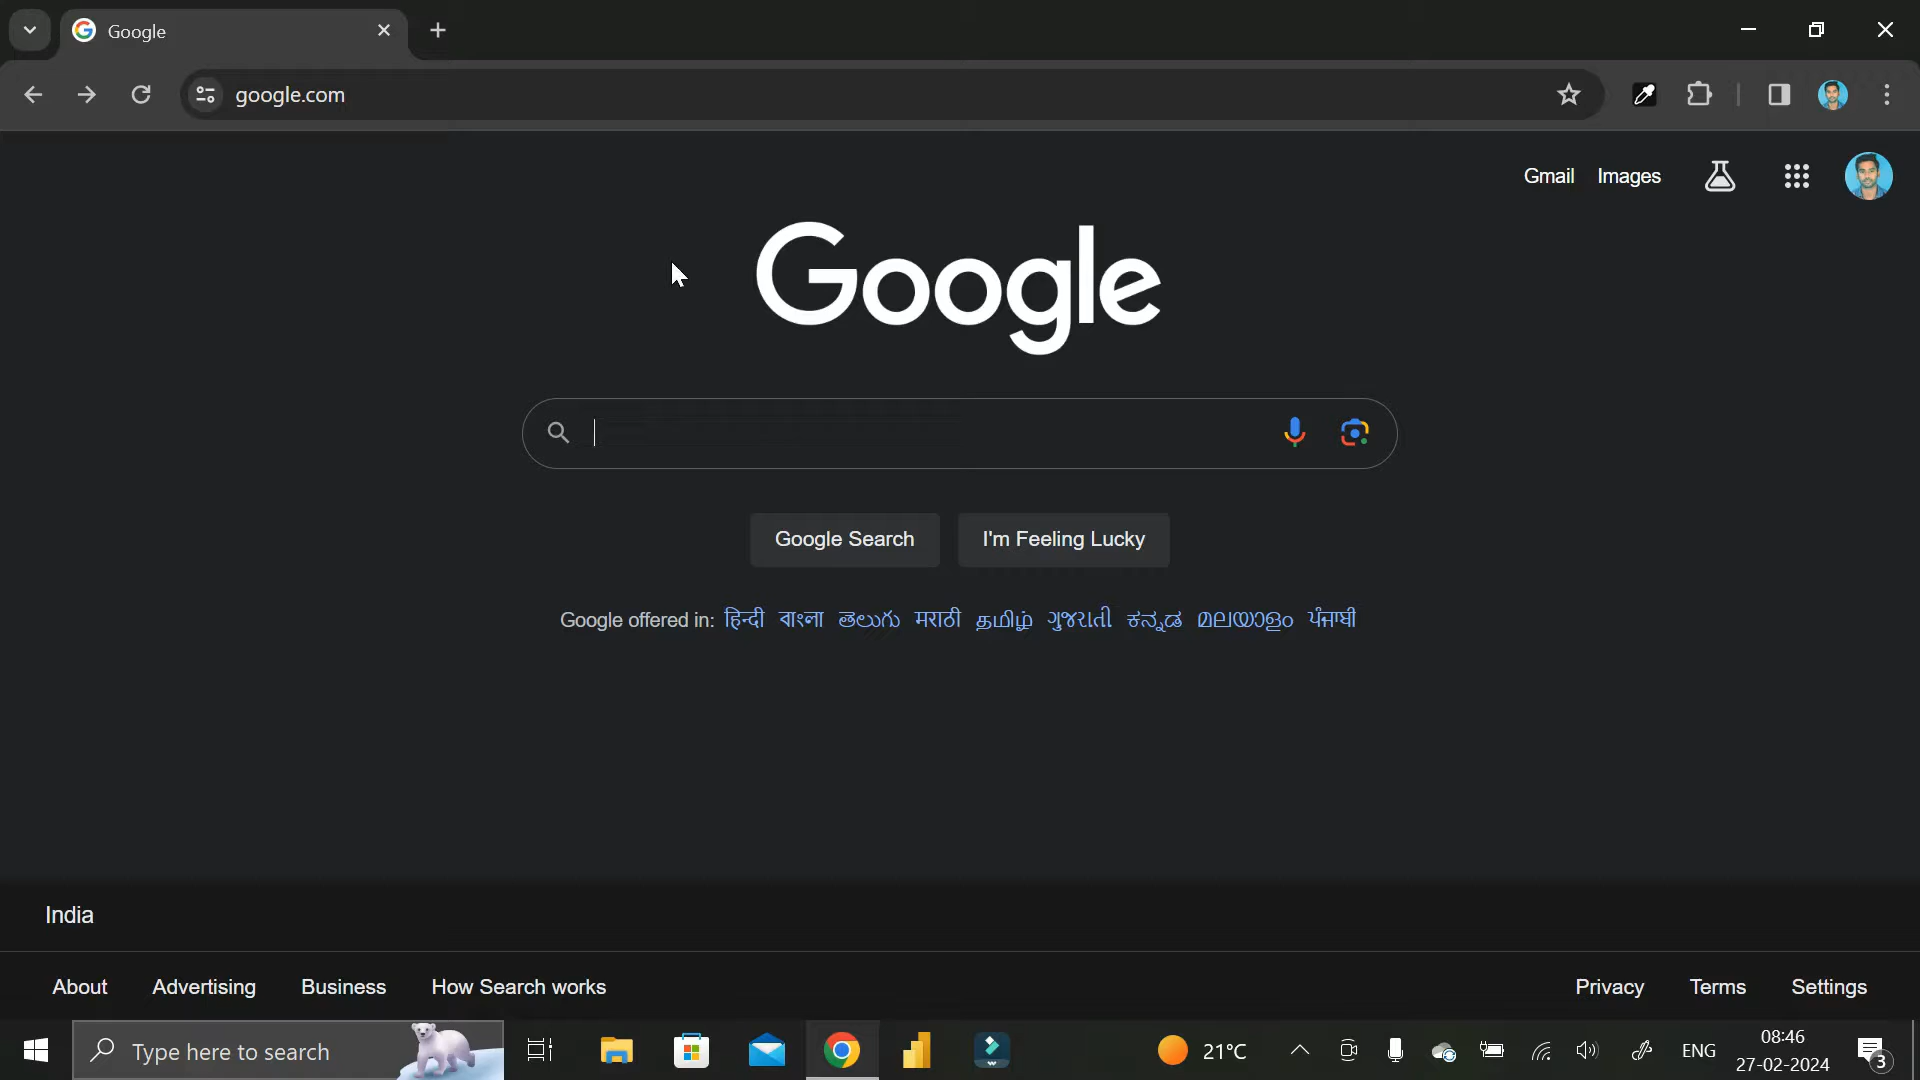 Google
google.com
Gmail Images
Google
Google Search I'm Feeling Lucky
Google offered in: हिन्दी বাংলা తెలుగు मराठी தமிழ் ગુજરાતી ಕನ್ನಡ മലയാളം ਪੰਜਾਬੀ
India
About Advertising Business How Search works Privacy Terms Settings
Type here to search 21°C ENG 08:46
27-02-2024 3